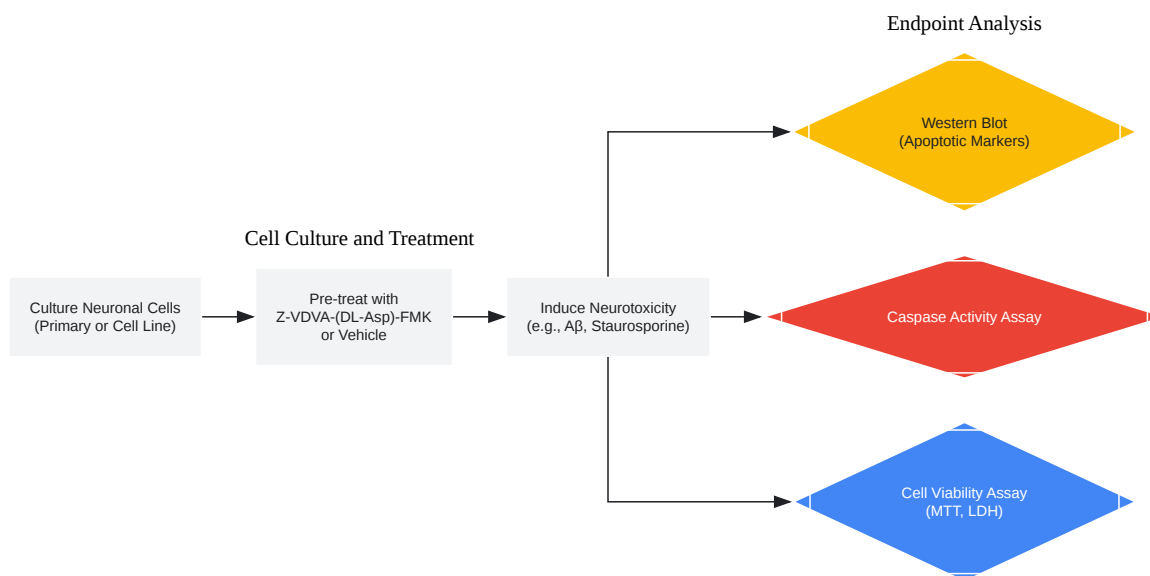 Endpoint Analysis
Western Blot
(Apoptotic Markers)
Cell Culture and Treatment
Culture Neuronal Cells
(Primary or Cell Line)
Pre-treat with
Z-VDVA-(DL-Asp)-FMK
or Vehicle
Induce Neurotoxicity
(e.g., Aβ, Staurosporine)
Caspase Activity Assay
Cell Viability Assay
(MTT, LDH)